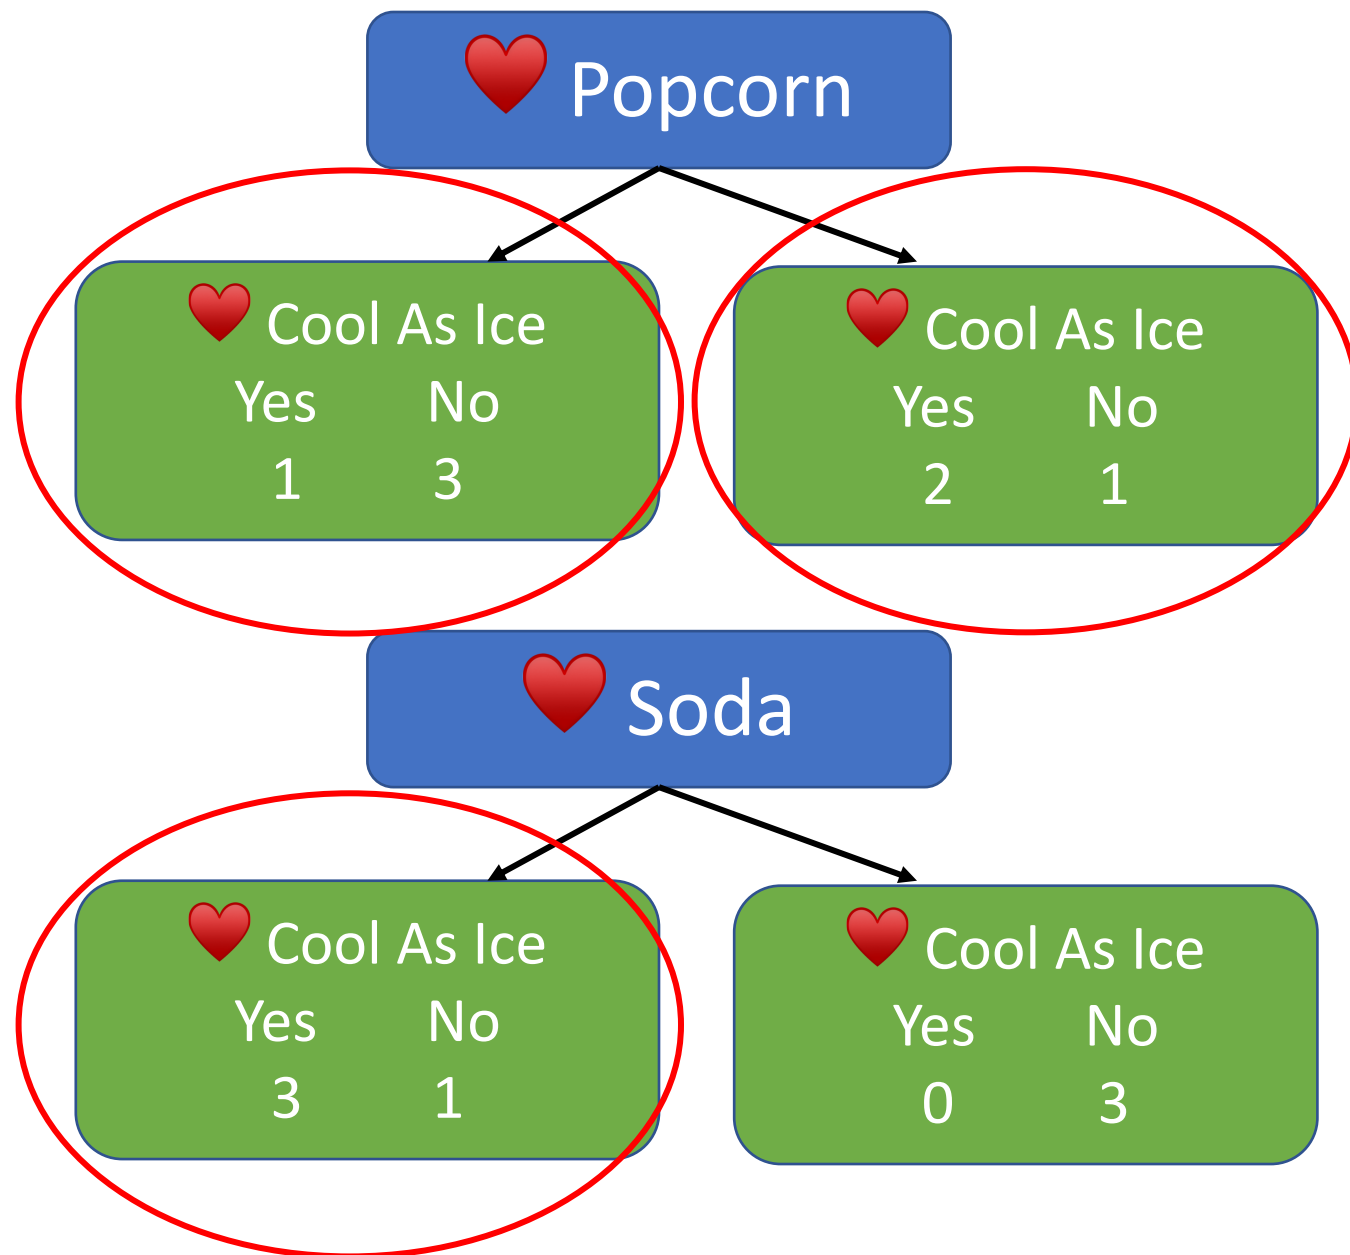 Popcorn
Cool As Ice
Yes No
1 3
Cool As Ice
Yes No
2 1
Soda
Cool As Ice
Yes No
3 1
Cool As Ice
Yes No
0 3